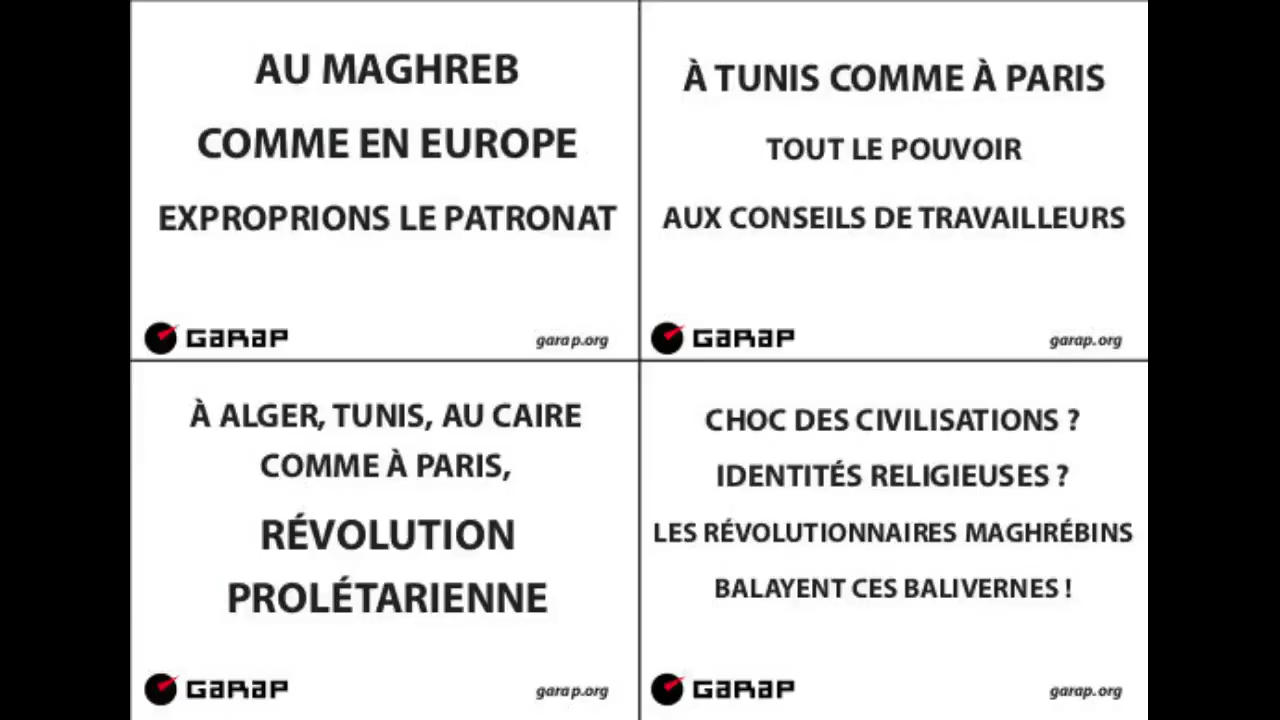 AU MAGHREB
COMME EN EUROPE
EXPROPRIONS LE PATRONAT
GARAP
garap.org
À TUNIS COMME À PARIS
TOUT LE POUVOIR
AUX CONSEILS DE TRAVAILLEURS
GARAP
garap.org
À ALGER, TUNIS, AU CAIRE
COMME À PARIS,
RÉVOLUTION
PROLÉTARIENNE
GARAP
garap.org
CHOC DES CIVILISATIONS ?
IDENTITÉS RELIGIEUSES ?
LES RÉVOLUTIONNAIRES MAGHRÉBINS
BALAYENT CES BALIVERNES !
GARAP
garap.org